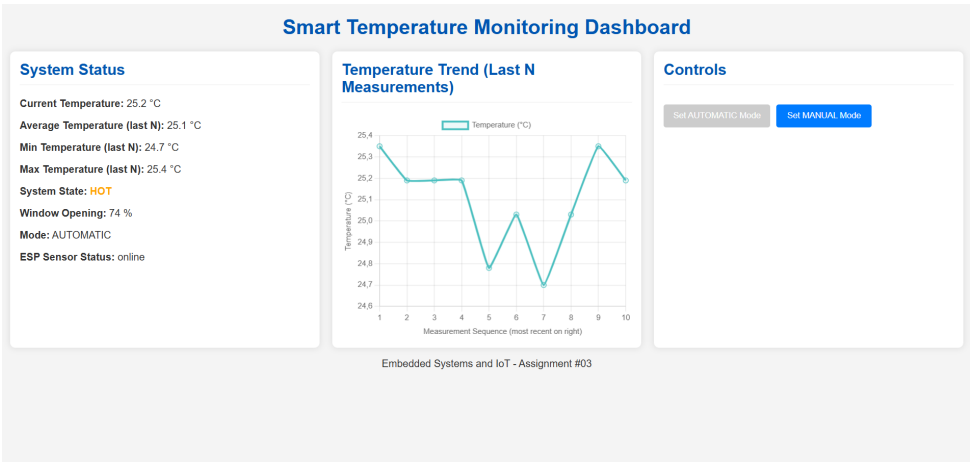 Smart Temperature Monitoring Dashboard
System Status
Current Temperature: 25.2 °C
Average Temperature (last N): 25.1 °C
Min Temperature (last N): 24.7 °C
Max Temperature (last N): 25.4 °C
System State: HOT
Window Opening: 74 %
Mode: AUTOMATIC
ESP Sensor Status: online
Temperature Trend (Last N
Measurements)
Temperature (°C)
25,4
25,3
25,2
25,1
25,0
24,9
24,8
24,7
24,6
Temperature (°C)
1 2 3 4 5 6 7 8 9 10
Measurement Sequence (most recent on right)
Controls
Set AUTOMATIC Mode
Set MANUAL Mode
Embedded Systems and IoT - Assignment #03